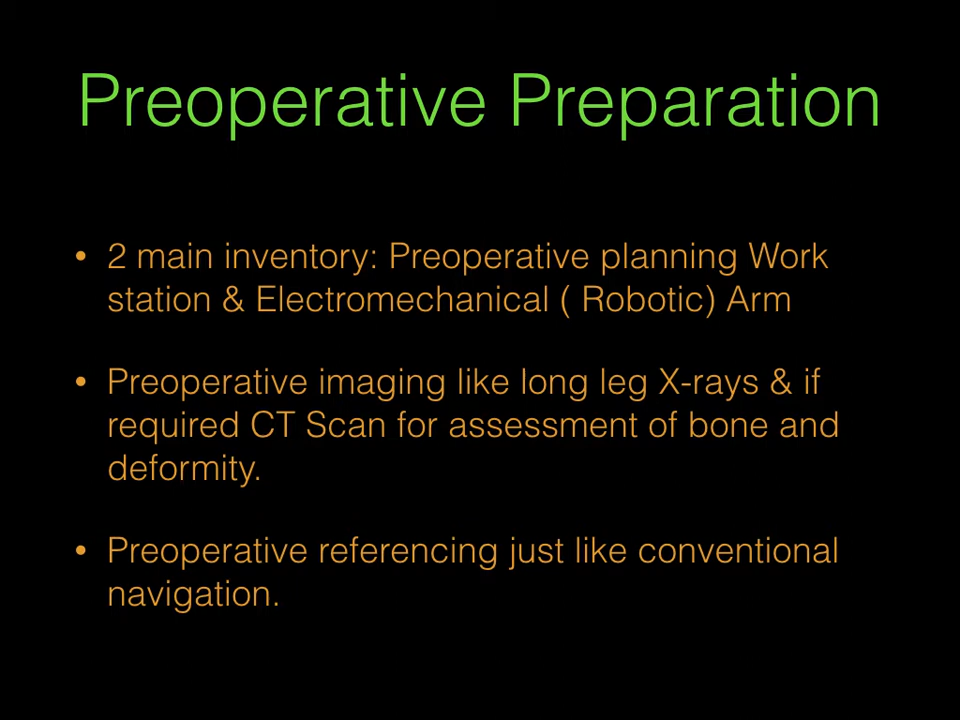 Preoperative Preparation
• 2 main inventory: Preoperative planning Work
station & Electromechanical ( Robotic) Arm
• Preoperative imaging like long leg X-rays & if
required CT Scan for assessment of bone and
deformity.
• Preoperative referencing just like conventional
navigation.